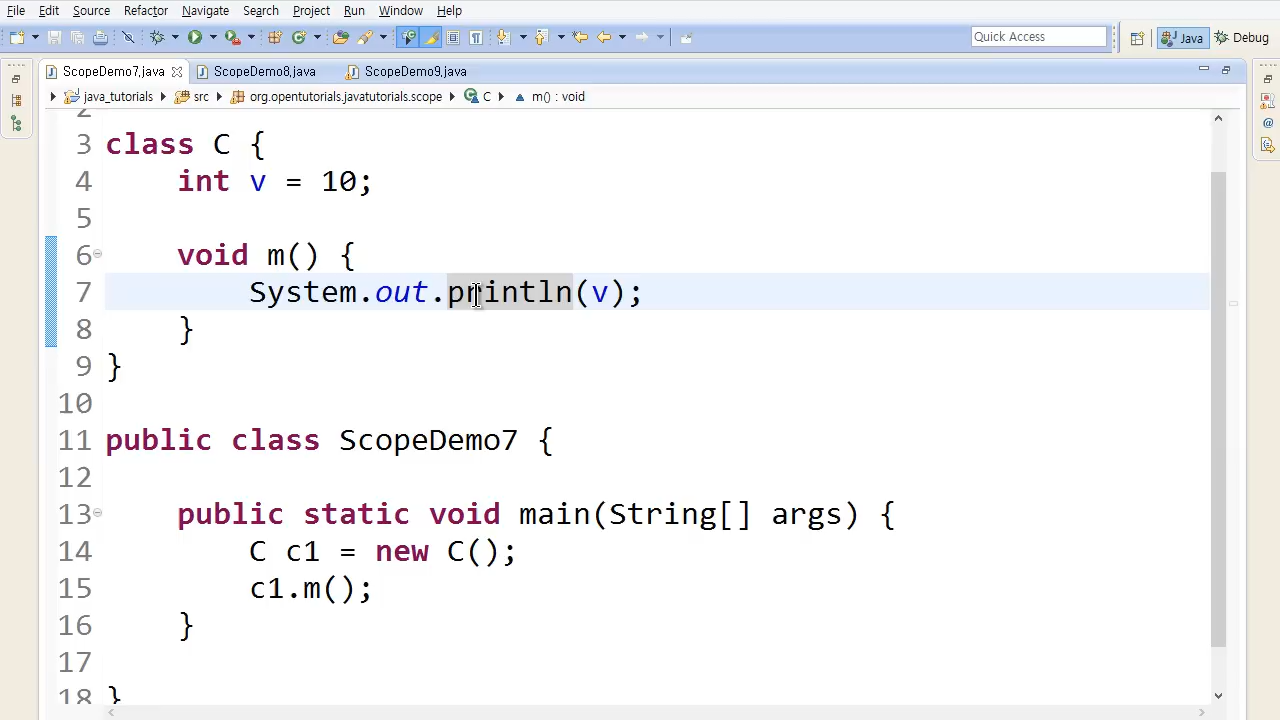 File Edit Source Refactor Navigate Search Project Run Window Help
Quick Access Java Debug
ScopeDemo7.java ScopeDemo8.java ScopeDemo9.java
java_tutorials src org.opentutorials.javatutorials.scope C m() : void
2
3 class C {
4 int v = 10;
5
6 void m() {
7 System.out.println(v);
8 }
9 }
10
11 public class ScopeDemo7 {
12
13 public static void main(String[] args) {
14 C c1 = new C();
15 c1.m();
16 }
17
18 }